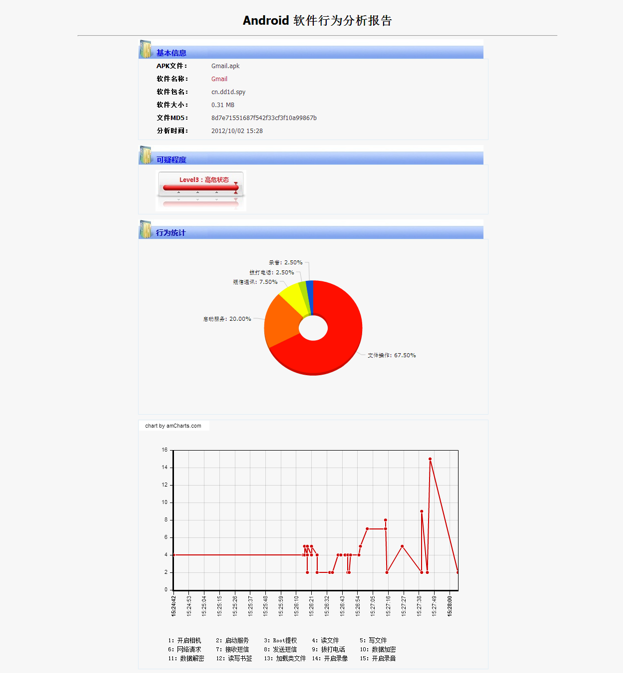 Android 软件行为分析报告
基本信息
APK文件： Gmail.apk
软件名称： Gmail
软件包名： cn.dd1d.spy
软件大小： 0.31 MB
文件MD5： 8d7e71551687f542f33cf3f10a99867b
分析时间： 2012/10/02 15:28
可疑程度
Level3：高危状态
行为统计
录音: 2.50%
拨打电话: 2.50%
短信通讯: 7.50%
启动服务: 20.00%
文件操作: 67.50%
chart by amCharts.com
16
14
12
10
8
6
4
2
0
15:24:42 15:24:53 15:25:04 15:25:15 15:25:26 15:25:37 15:25:48 15:25:59 15:26:10 15:26:21 15:26:32 15:26:43 15:26:54 15:27:05 15:27:16 15:27:27 15:27:38 15:27:49 15:28:00
1: 开启相机 2: 启动服务 3: Root提权 4: 读文件 5: 写文件
6: 网络请求 7: 接收短信 8: 发送短信 9: 拨打电话 10: 数据加密
11: 数据解密 12: 读写书签 13: 加载类文件 14: 开启录像 15: 开启录音